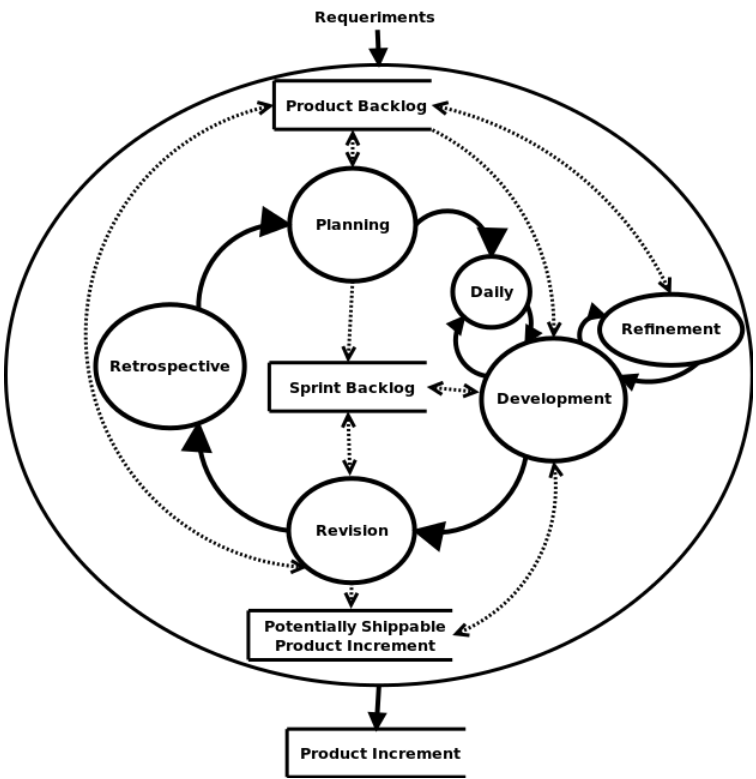 Requeriments
Product Backlog
Planning
Daily
Refinement
Retrospective
Sprint Backlog
Development
Revision
Potentially Shippable
Product Increment
Product Increment